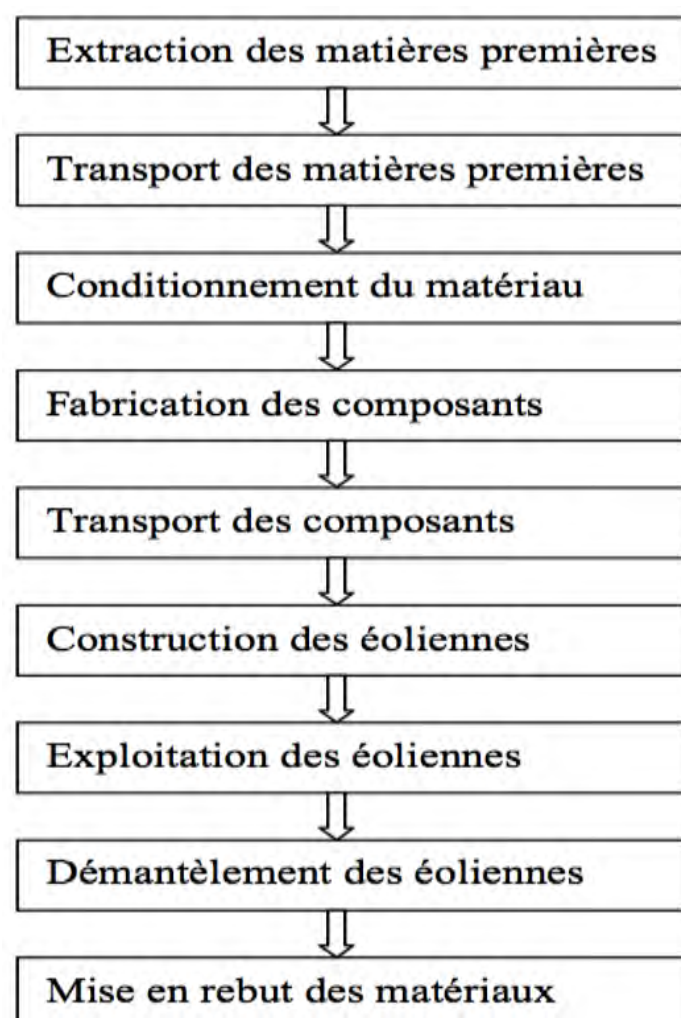 Extraction des matières premières
Transport des matières premières
Conditionnement du matériau
Fabrication des composants
Transport des composants
Construction des éoliennes
Exploitation des éoliennes
Démantèlement des éoliennes
Mise en rebut des matériaux